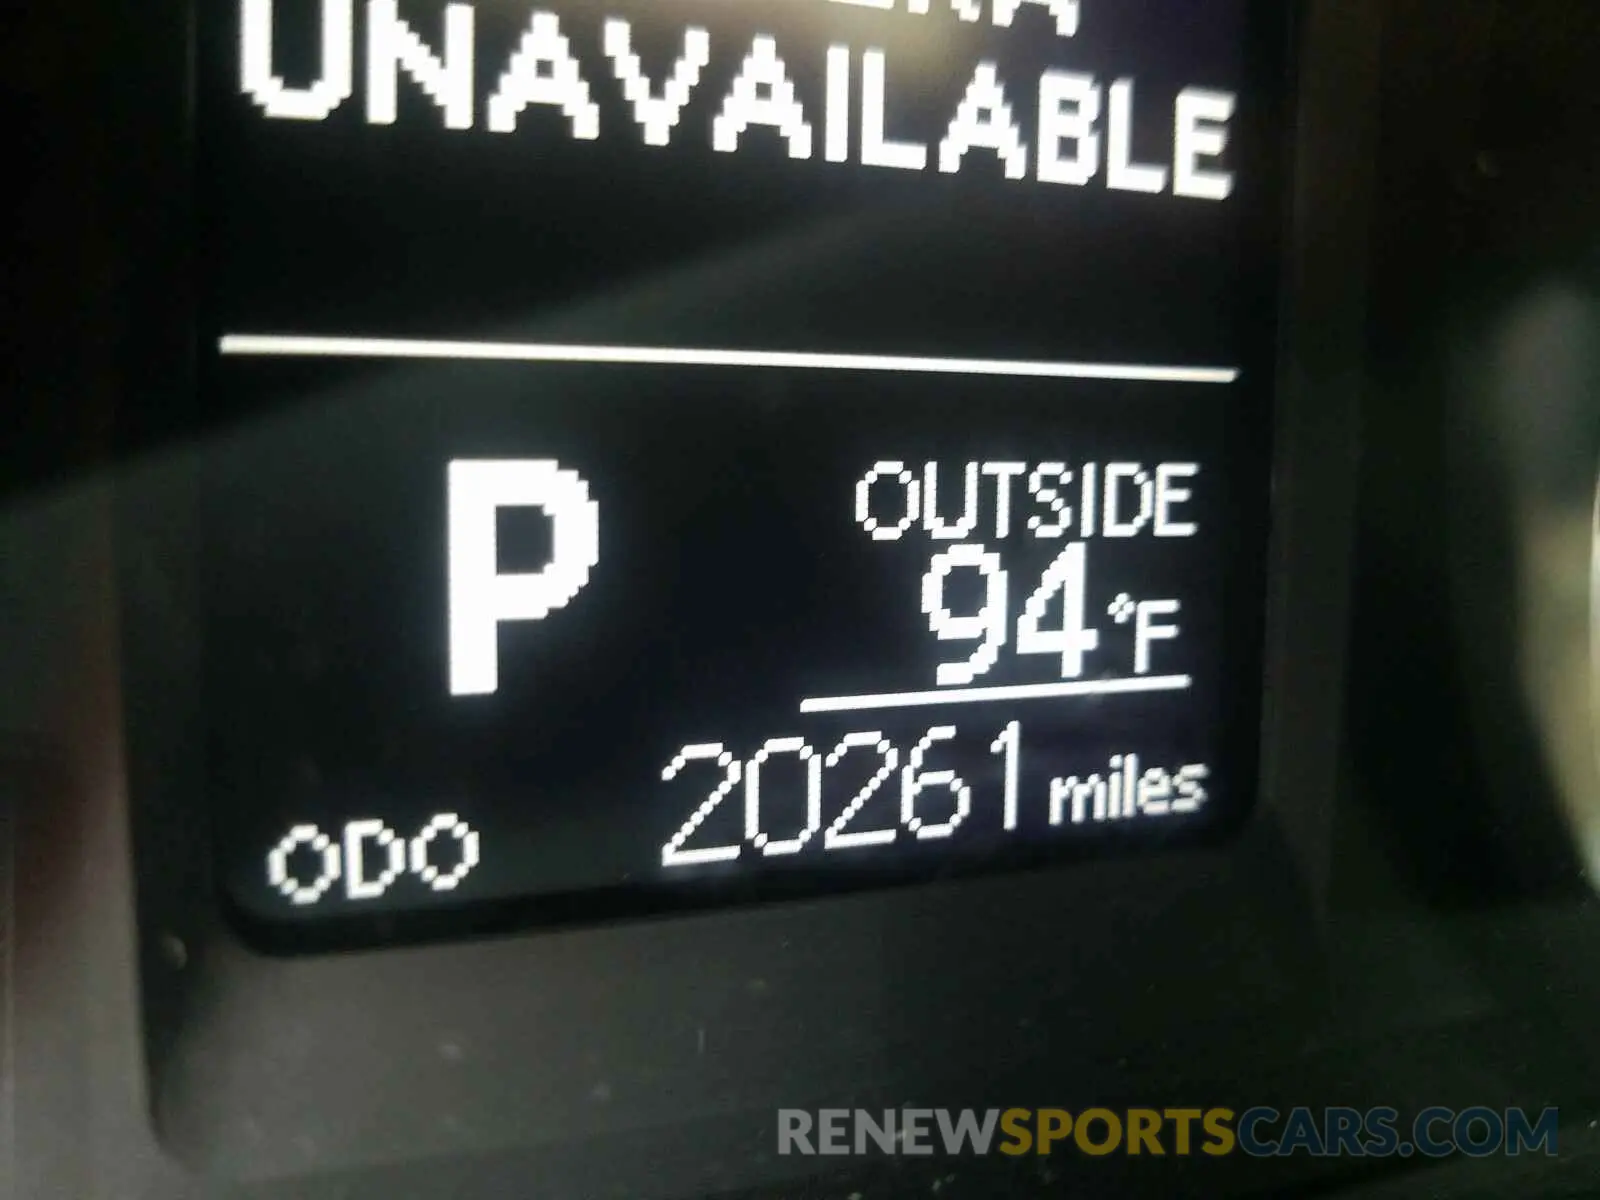 UNAVAILABLE
P
OUTSIDE
94°F
ODO 20261 miles
RENEWSPORTSCARS.COM